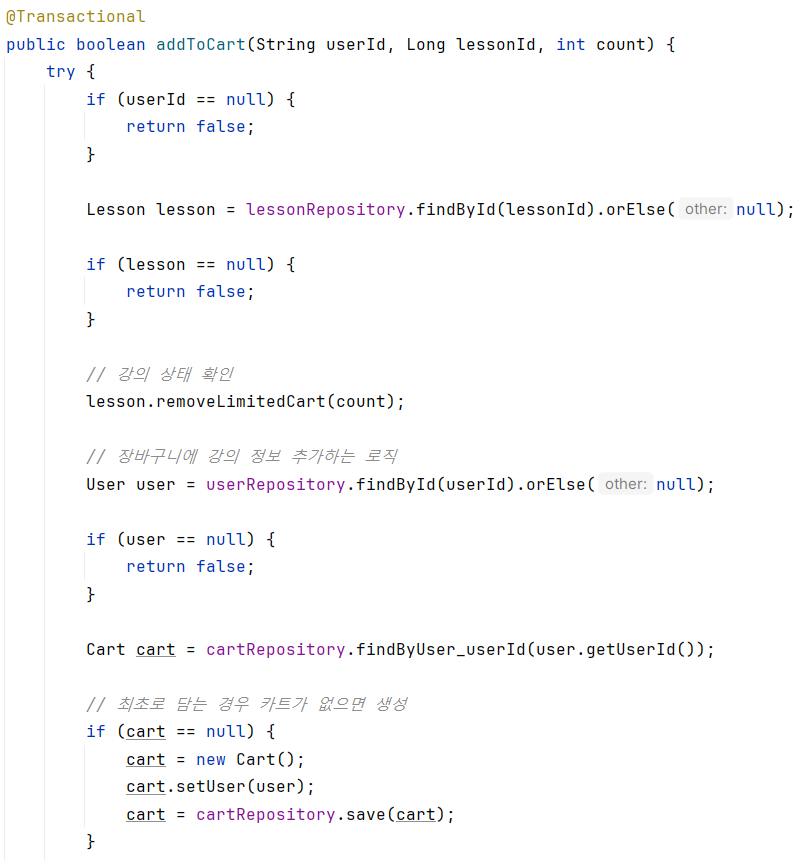 @Transactional
public boolean addToCart(String userId, Long lessonId, int count) {
try {
if (userId == null) {
return false;
}
Lesson lesson = lessonRepository.findById(lessonId).orElse( other: null);
if (lesson == null) {
return false;
}
// 강의 상태 확인
lesson.removeLimitedCart(count);
// 장바구니에 강의 정보 추가하는 로직
User user = userRepository.findById(userId).orElse( other: null);
if (user == null) {
return false;
}
Cart cart = cartRepository.findByUser_userId(user.getUserId());
// 최초로 담는 경우 카트가 없으면 생성
if (cart == null) {
cart = new Cart();
cart.setUser(user);
cart = cartRepository.save(cart);
}